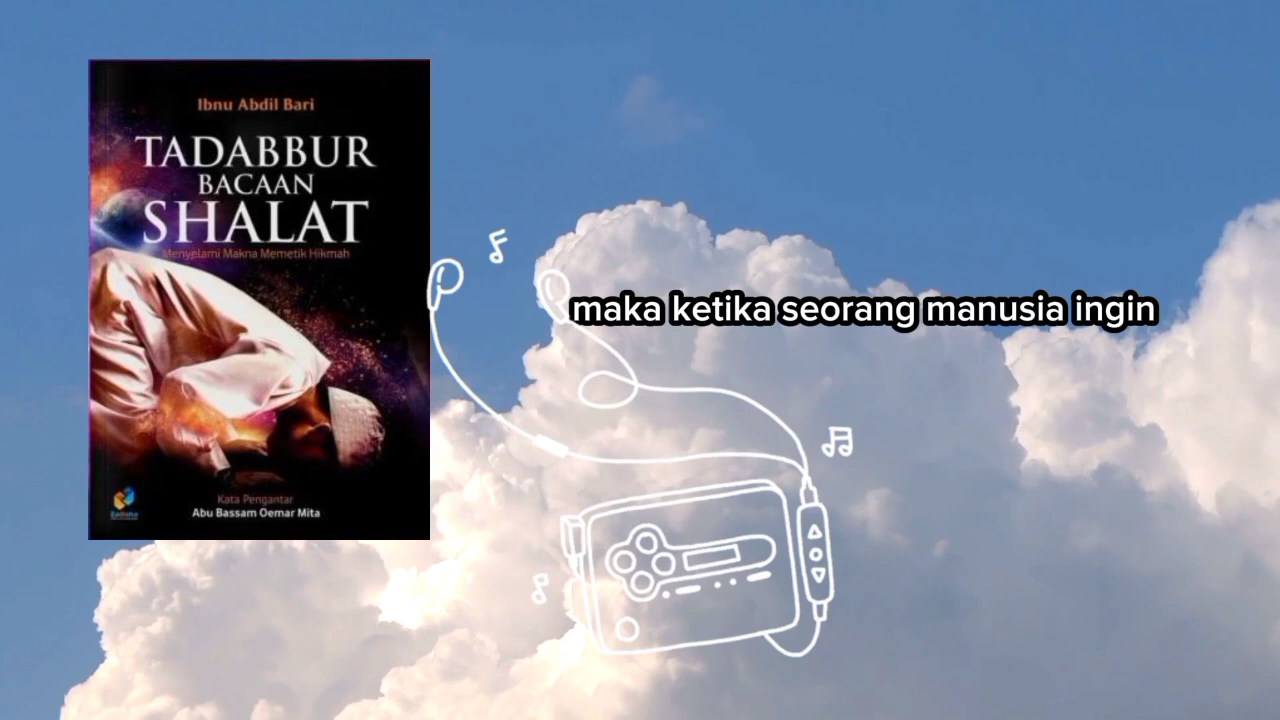 Ibnu Abdil Bari
TADABBUR
BACAAN
SHALAT
Menyelami Makna Memetik Hikmah
Kata Pengantar
Abu Bassam Oemar Mita
maka ketika seorang manusia ingin